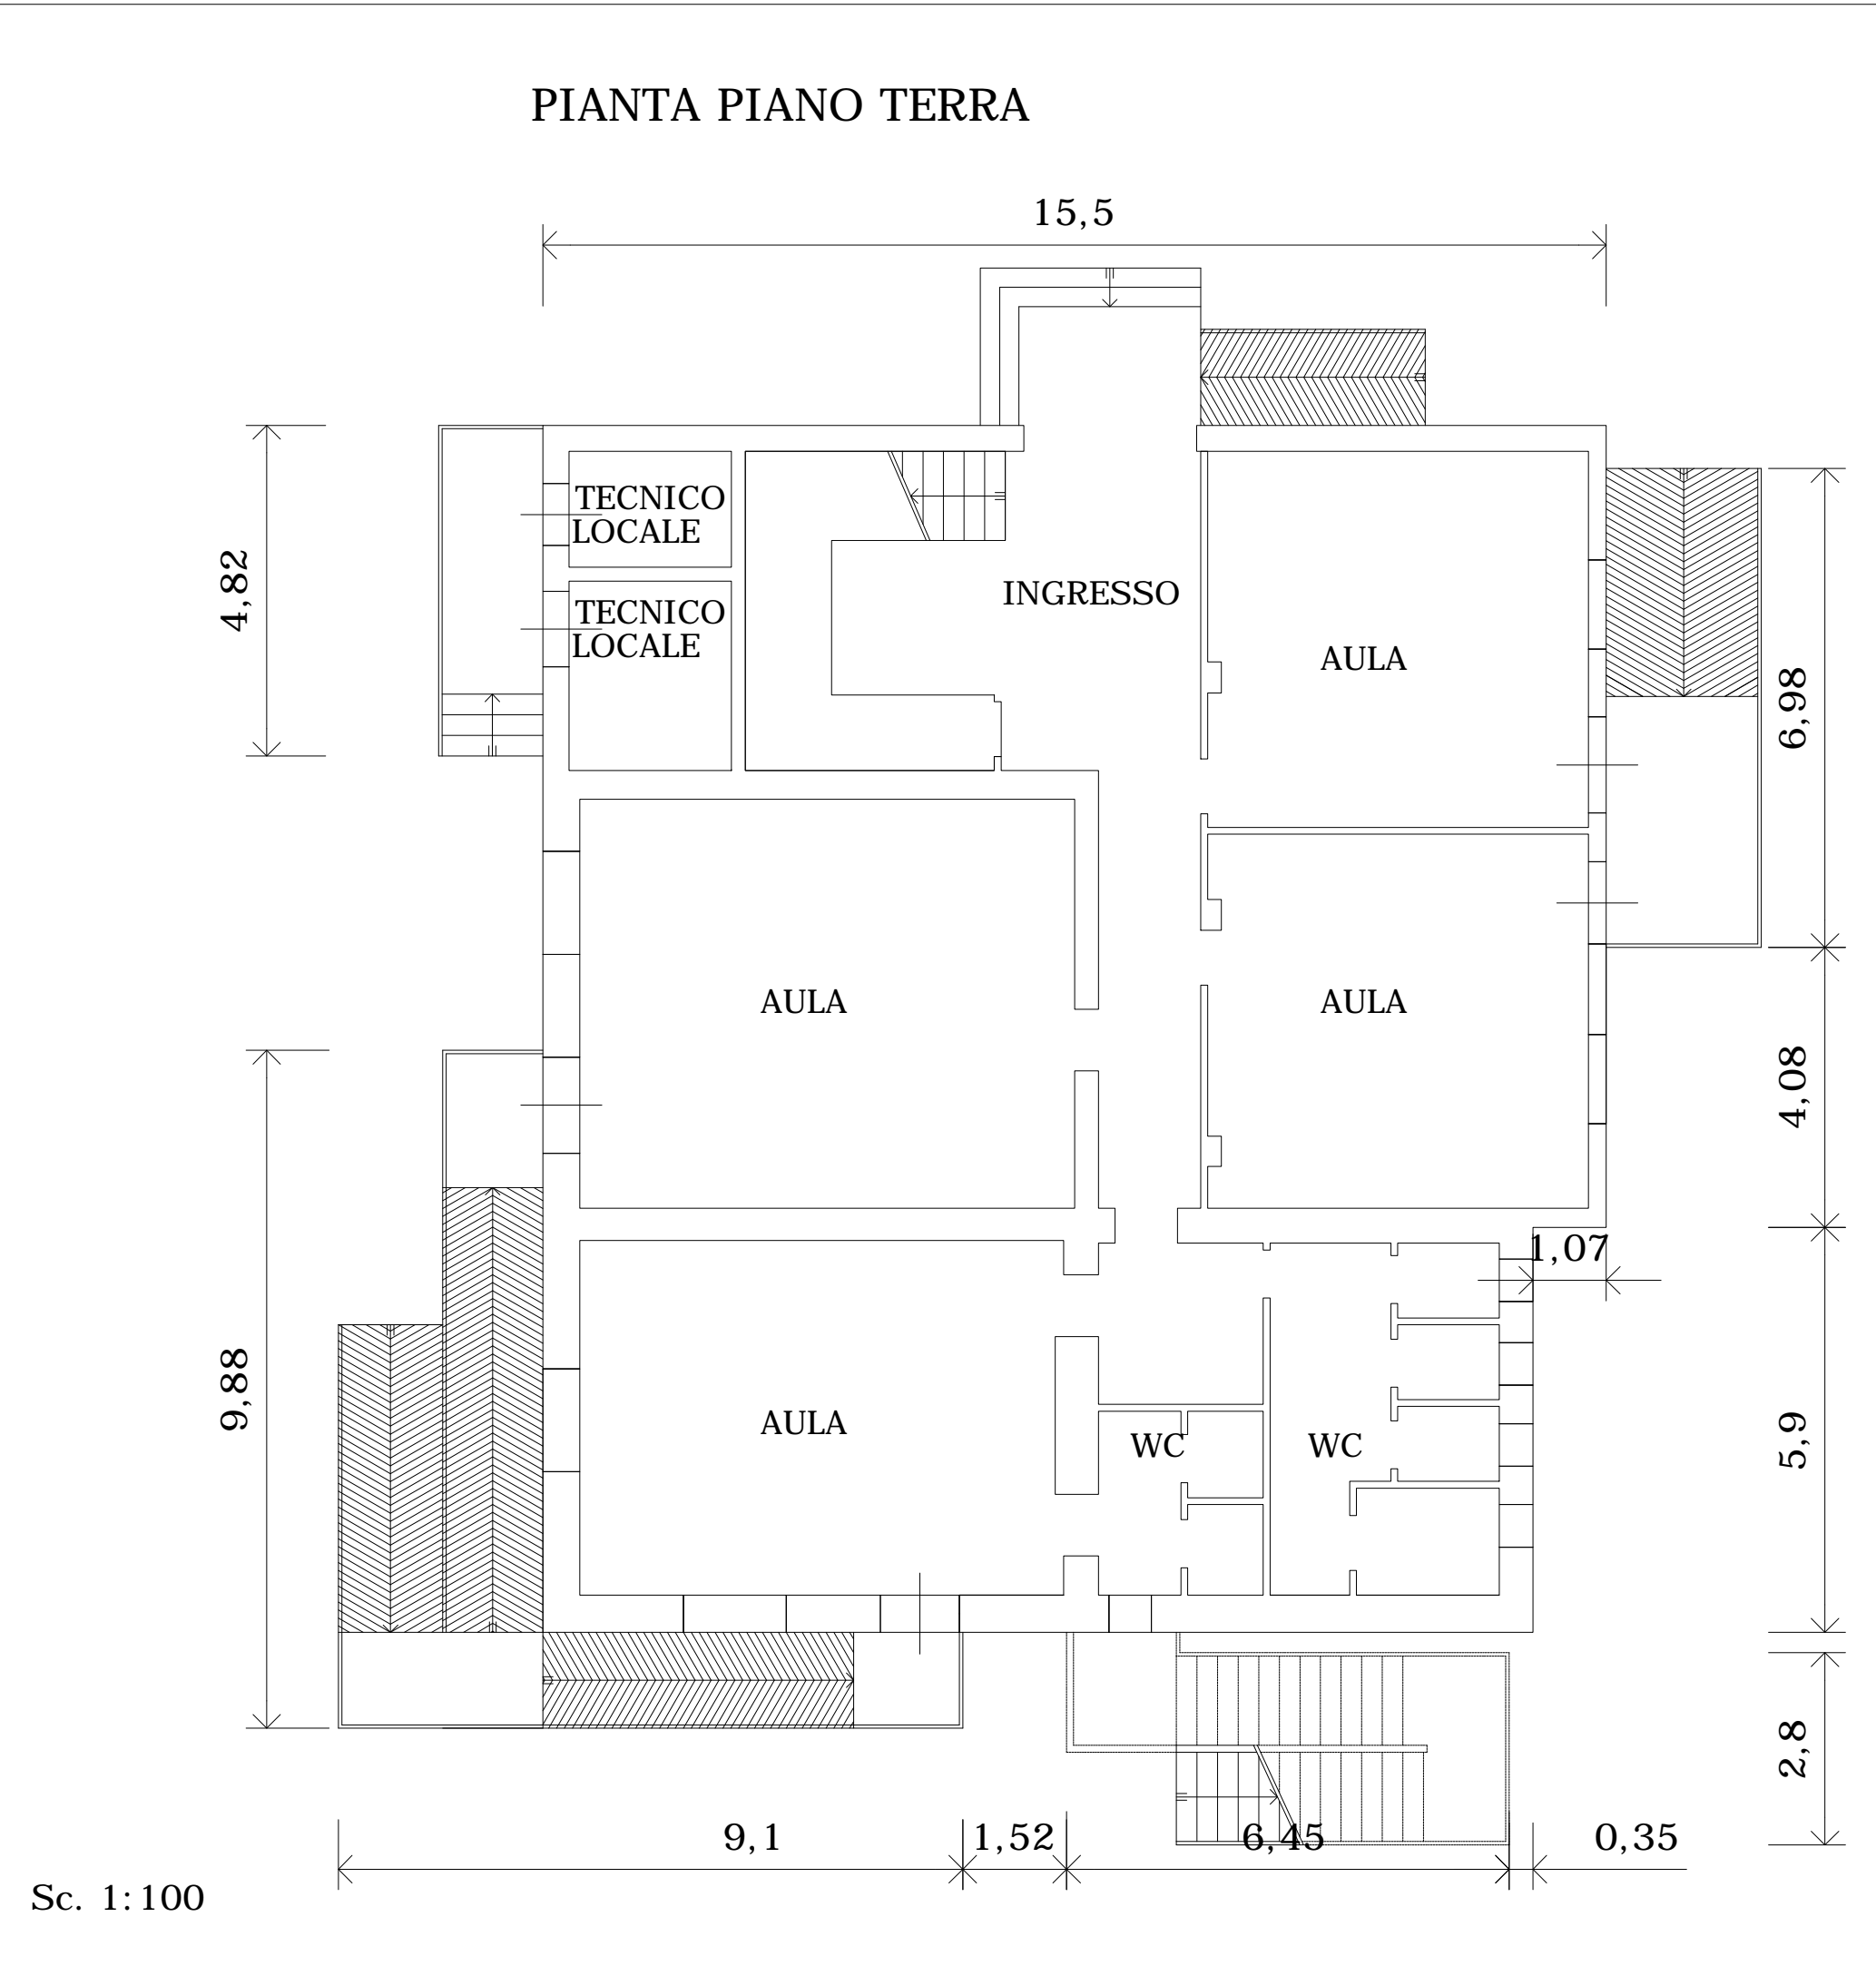 PIANTA PIANO TERRA
15,5
4,82
TECNICO
LOCALE
TECNICO
LOCALE
INGRESSO
AULA
6,98
AULA
AULA
4,08
1,07
9,88
AULA
WC
WC
5,9
2,8
9,1
1,52
6,45
0,35
Sc. 1:100